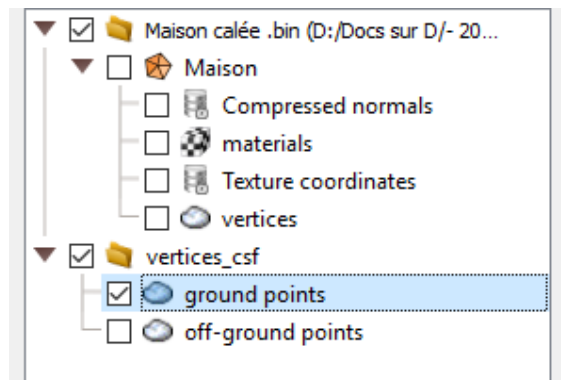 Maison calée .bin (D:/Docs sur D/- 20...
Maison
Compressed normals
materials
Texture coordinates
vertices
vertices_csf
ground points
off-ground points